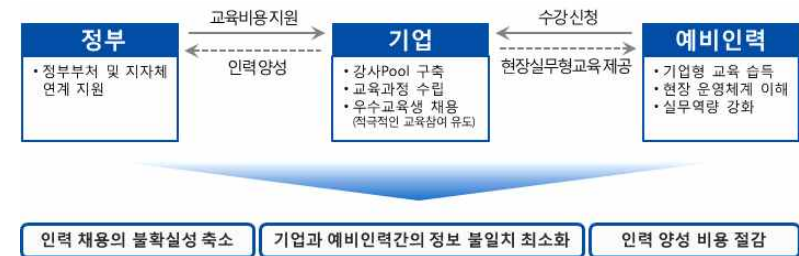 교육비용지원
수강신청
정부
기업
예비인력
인력양성
현장실무형교육 제공
• 정부부처 및 지자체
연계 지원
• 강사Pool 구축
• 교육과정 수립
• 우수교육생 채용
(적극적인 교육참여 유도)
• 기업형 교육 습득
• 현장 운영체계 이해
• 실무역량 강화
인력 채용의 불확실성 축소
기업과 예비인력간의 정보 불일치 최소화
인력 양성 비용 절감